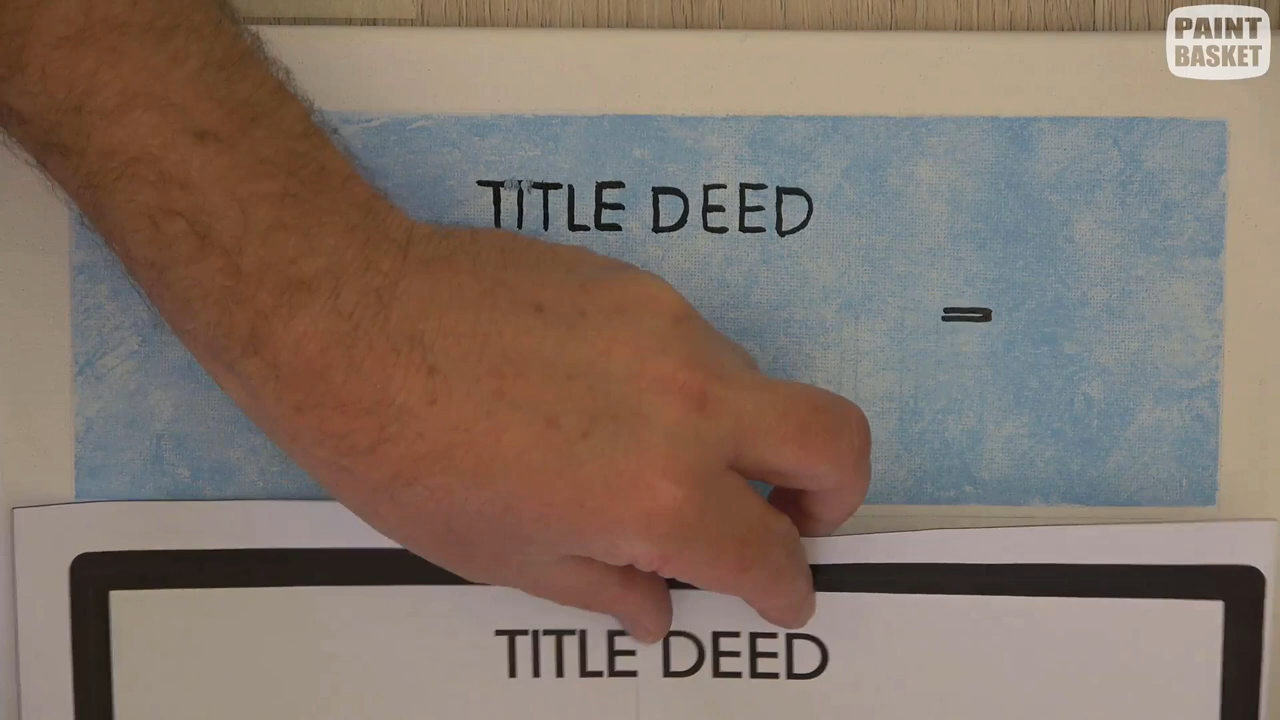 PAINT
BASKET
TITLE DEED
=
TITLE DEED